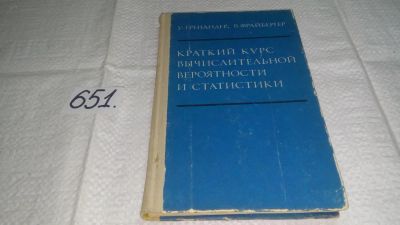 651.
У. ГРЕНАНДЕР, В. ФРАЙБЕРГЕР
КРАТКИЙ КУРС
ВЫЧИСЛИТЕЛЬНОЙ
ВЕРОЯТНОСТИ
И СТАТИСТИКИ